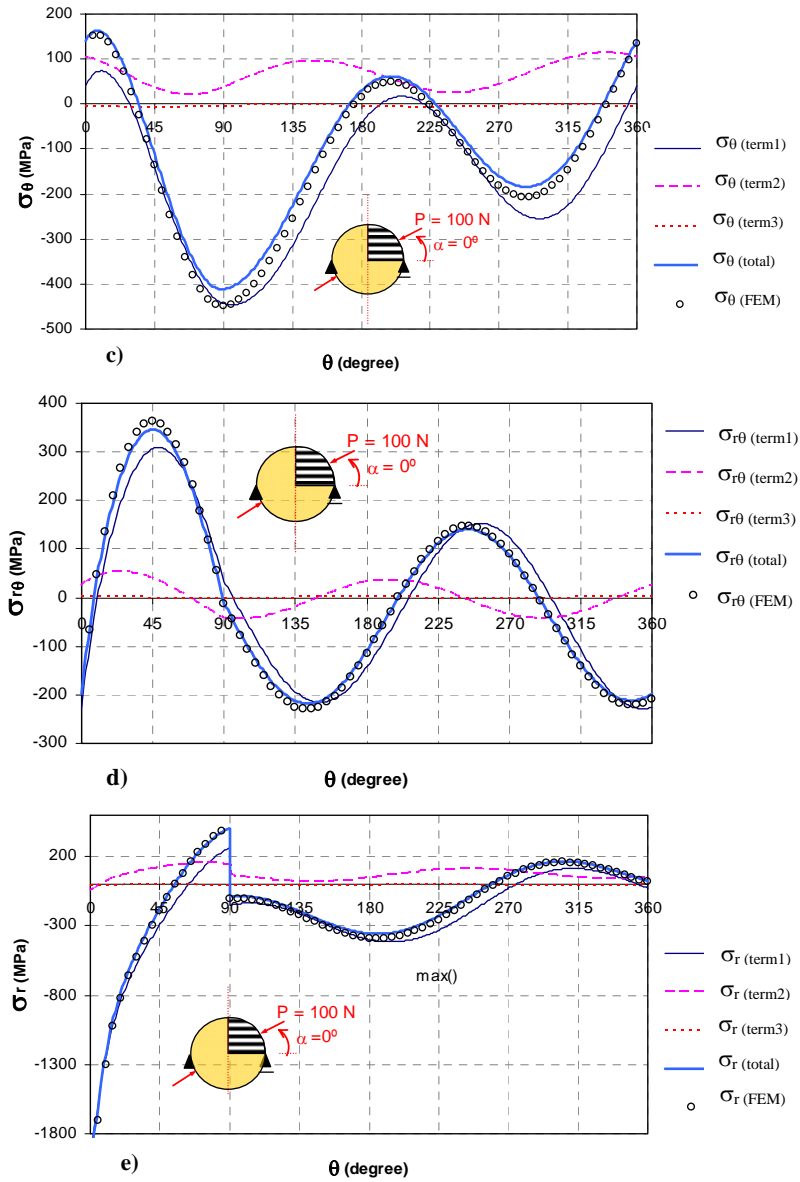 200
100
0
-100
-200
-300
-400
-500
0 45 90 135 180 225 270 315 360
σθ (MPa)
θ (degree)
P = 100 N
α = 0º
σθ (term1)
σθ (term2)
σθ (term3)
σθ (total)
σθ (FEM)
c)
400
300
200
100
0
-100
-200
-300
0 45 90 135 180 225 270 315 360
σrθ (MPa)
θ (degree)
P = 100 N
α = 0º
σrθ (term1)
σrθ (term2)
σrθ (term3)
σrθ (total)
σrθ (FEM)
d)
200
-300
-800
-1300
-1800
0 45 90 135 180 225 270 315 360
σr (MPa)
θ (degree)
max()
P = 100 N
α =0º
σr (term1)
σr (term2)
σr (term3)
σr (total)
σr (FEM)
e)